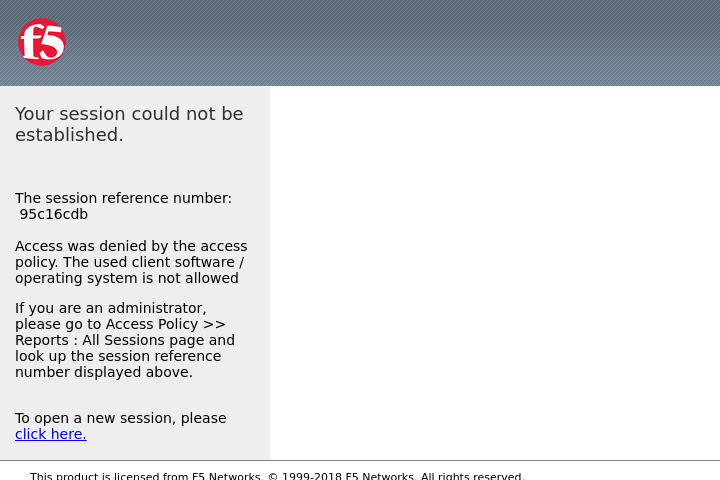 f5
Your session could not be
established.
The session reference number:
95c16cdb
Access was denied by the access
policy. The used client software /
operating system is not allowed
If you are an administrator,
please go to Access Policy >>
Reports : All Sessions page and
look up the session reference
number displayed above.
To open a new session, please
click here.
This product is licensed from F5 Networks. © 1999-2018 F5 Networks. All rights reserved.